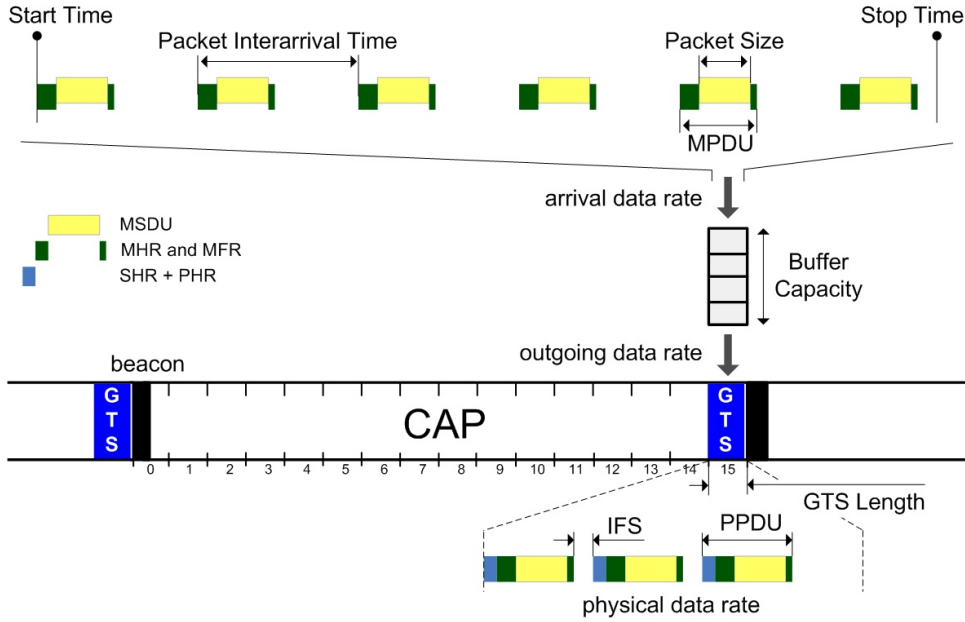 Start Time
Stop Time
Packet Interarrival Time
Packet Size
MPDU
arrival data rate
MSDU
MHR and MFR
SHR + PHR
Buffer
Capacity
outgoing data rate
beacon
GTS
CAP
GTS
0 1 2 3 4 5 6 7 8 9 10 11 12 13 14 15
GTS Length
IFS
PPDU
physical data rate